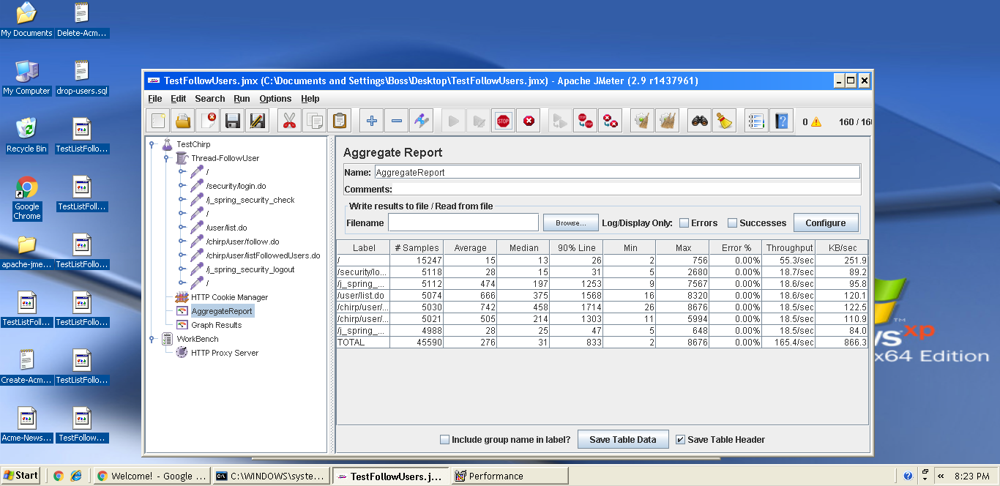 My Documents
Delete-Acm...
My Computer
drop-users.sql
Recycle Bin
TestListFollo...
Google
Chrome
TestListFoll...
apache-jme...
TestListFollo...
TestListFoll...
TestListFollo...
Create-Acm...
TestListFollo...
Acme-News...
TestFollow...
TestFollowUsers.jmx (C:\Documents and Settings\Boss\Desktop\TestFollowUsers.jmx) - Apache JMeter (2.9 r1437961)
File Edit Search Run Options Help
STOP
0 160 / 16
TestChirp
Thread-FollowUser
/
/security/login.do
/j_spring_security_check
/
/user/list.do
/chirp/user/follow.do
/chirp/user/listFollowedUsers.do
/j_spring_security_logout
/
HTTP Cookie Manager
AggregateReport
Graph Results
WorkBench
HTTP Proxy Server
Aggregate Report
Name: AggregateReport
Comments:
Write results to file / Read from file
Filename Browse... Log/Display Only: Errors Successes Configure
Label # Samples Average Median 90% Line Min Max Error % Throughput KB/sec
/ 15247 15 13 26 2 756 0.00% 55.3/sec 251.9
/security/lo... 5118 28 15 31 5 2680 0.00% 18.7/sec 89.2
/j_spring_... 5112 474 197 1253 9 7567 0.00% 18.6/sec 95.8
/user/list.do 5074 666 375 1568 16 8320 0.00% 18.6/sec 120.1
/chirp/user/... 5030 742 458 1714 26 8676 0.00% 18.5/sec 122.5
/chirp/user/... 5021 505 214 1303 11 5994 0.00% 18.5/sec 110.9
/j_spring_... 4988 28 25 47 5 648 0.00% 18.5/sec 84.0
TOTAL 45590 276 31 833 2 8676 0.00% 165.4/sec 866.3
Include group name in label? Save Table Data Save Table Header
TM
ws xp
x64 Edition
Start
Welcome! - Google ...
C:\WINDOWS\syste...
TestFollowUsers.j...
Performance
8:23 PM